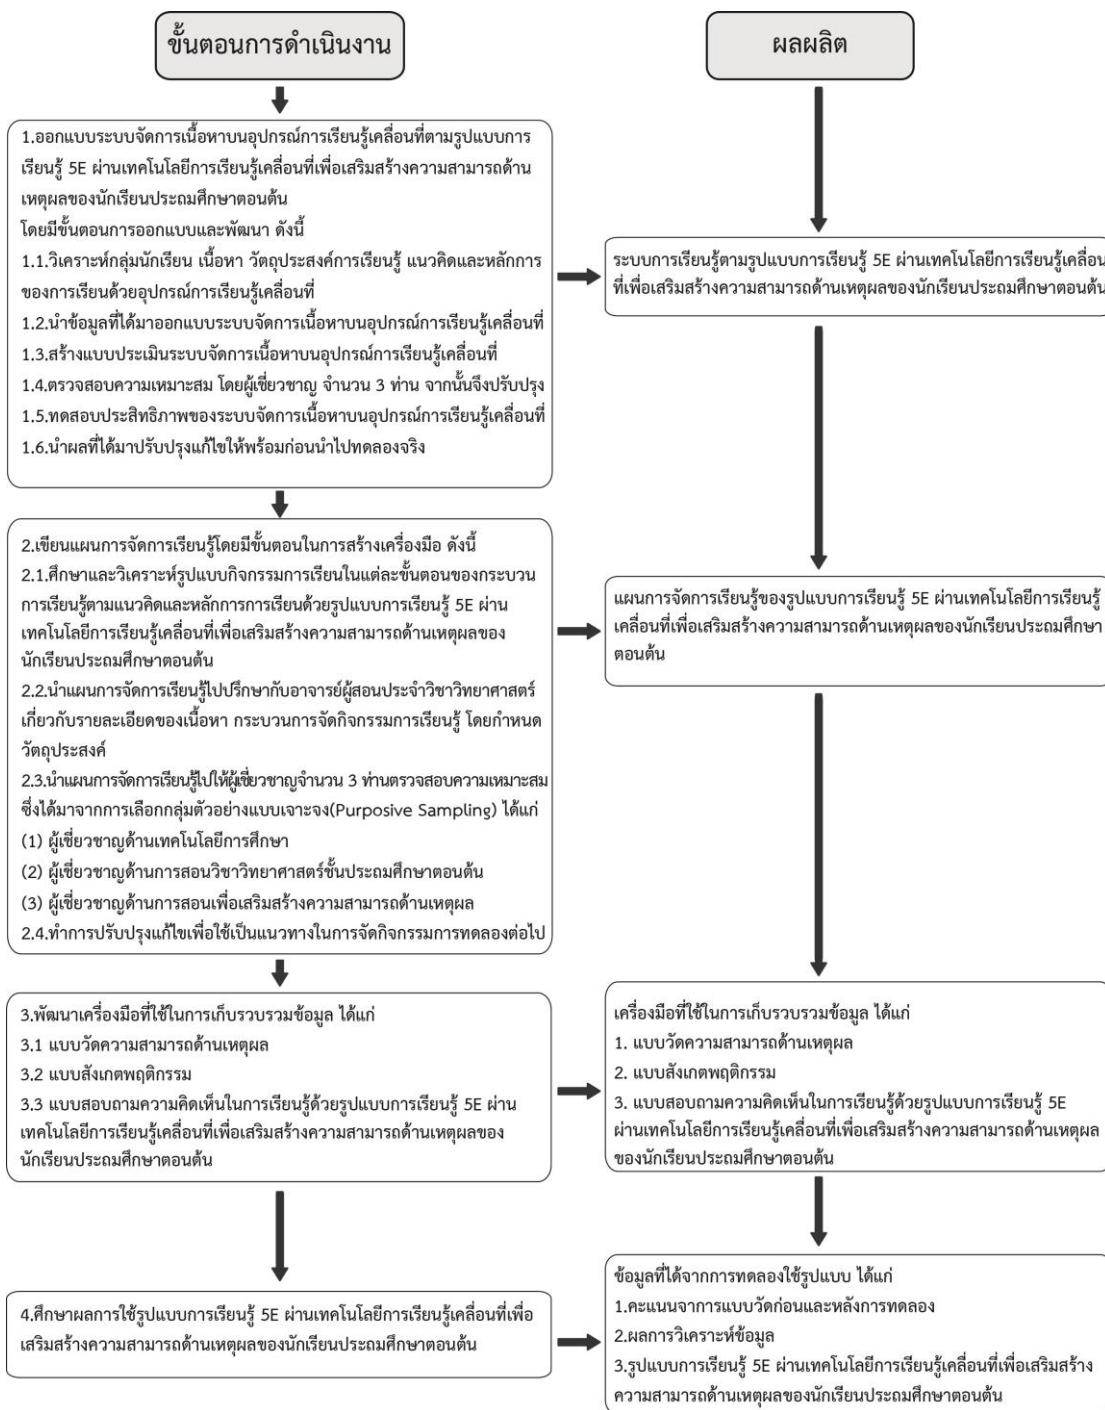 ขั้นตอนการดำเนินงาน
ผลผลิต
1.ออกแบบระบบจัดการเนื้อหาบนอุปกรณ์การเรียนรู้เคลื่อนที่ตามรูปแบบการ
เรียนรู้ 5E ผ่านเทคโนโลยีการเรียนรู้เคลื่อนที่เพื่อเสริมสร้างความสามารถด้าน
เหตุผลของนักเรียนประถมศึกษาตอนต้น
โดยมีขั้นตอนการออกแบบและพัฒนา ดังนี้
1.1.วิเคราะห์กลุ่มนักเรียน เนื้อหา วัตถุประสงค์การเรียนรู้ แนวคิดและหลักการ
ของการเรียนด้วยอุปกรณ์การเรียนรู้เคลื่อนที่
1.2.นำข้อมูลที่ได้มาออกแบบระบบจัดการเนื้อหาบนอุปกรณ์การเรียนรู้เคลื่อนที่
1.3.สร้างแบบประเมินระบบจัดการเนื้อหาบนอุปกรณ์การเรียนรู้เคลื่อนที่
1.4.ตรวจสอบความเหมาะสม โดยผู้เชี่ยวชาญ จำนวน 3 ท่าน จากนั้นจึงปรับปรุง
1.5.ทดสอบประสิทธิภาพของระบบจัดการเนื้อหาบนอุปกรณ์การเรียนรู้เคลื่อนที่
1.6.นำผลที่ได้มาปรับปรุงแก้ไขให้พร้อมก่อนนำไปทดลองจริง
ระบบการเรียนรู้ตามรูปแบบการเรียนรู้ 5E ผ่านเทคโนโลยีการเรียนรู้เคลื่อน
ที่เพื่อเสริมสร้างความสามารถด้านเหตุผลของนักเรียนประถมศึกษาตอนต้น
2.เขียนแผนการจัดการเรียนรู้โดยมีขั้นตอนในการสร้างเครื่องมือ ดังนี้
2.1.ศึกษาและวิเคราะห์รูปแบบกิจกรรมการเรียนในแต่ละขั้นตอนของกระบวน
การเรียนรู้ตามแนวคิดและหลักการการเรียนด้วยรูปแบบการเรียนรู้ 5E ผ่าน
เทคโนโลยีการเรียนรู้เคลื่อนที่เพื่อเสริมสร้างความสามารถด้านเหตุผลของ
นักเรียนประถมศึกษาตอนต้น
2.2.นำแผนการจัดการเรียนรู้ไปปรึกษากับอาจารย์ผู้สอนประจำวิชาวิทยาศาสตร์
เกี่ยวกับรายละเอียดของเนื้อหา กระบวนการจัดกิจกรรมการเรียนรู้ โดยกำหนด
วัตถุประสงค์
2.3.นำแผนการจัดการเรียนรู้ไปให้ผู้เชี่ยวชาญจำนวน 3 ท่านตรวจสอบความเหมาะสม
ซึ่งได้มาจากการเลือกกลุ่มตัวอย่างแบบเจาะจง(Purposive Sampling) ได้แก่
(1) ผู้เชี่ยวชาญด้านเทคโนโลยีการศึกษา
(2) ผู้เชี่ยวชาญด้านการสอนวิชาวิทยาศาสตร์ชั้นประถมศึกษาตอนต้น
(3) ผู้เชี่ยวชาญด้านการสอนเพื่อเสริมสร้างความสามารถด้านเหตุผล
2.4.ทำการปรับปรุงแก้ไขเพื่อใช้เป็นแนวทางในการจัดกิจกรรมการทดลองต่อไป
แผนการจัดการเรียนรู้ของรูปแบบการเรียนรู้ 5E ผ่านเทคโนโลยีการเรียนรู้
เคลื่อนที่เพื่อเสริมสร้างความสามารถด้านเหตุผลของนักเรียนประถมศึกษา
ตอนต้น
3.พัฒนาเครื่องมือที่ใช้ในการเก็บรวบรวมข้อมูล ได้แก่
3.1 แบบวัดความสามารถด้านเหตุผล
3.2 แบบสังเกตพฤติกรรม
3.3 แบบสอบถามความคิดเห็นในการเรียนรู้ด้วยรูปแบบการเรียนรู้ 5E ผ่าน
เทคโนโลยีการเรียนรู้เคลื่อนที่เพื่อเสริมสร้างความสามารถด้านเหตุผลของ
นักเรียนประถมศึกษาตอนต้น
เครื่องมือที่ใช้ในการเก็บรวบรวมข้อมูล ได้แก่
1. แบบวัดความสามารถด้านเหตุผล
2. แบบสังเกตพฤติกรรม
3. แบบสอบถามความคิดเห็นในการเรียนรู้ด้วยรูปแบบการเรียนรู้ 5E
ผ่านเทคโนโลยีการเรียนรู้เคลื่อนที่เพื่อเสริมสร้างความสามารถด้านเหตุผล
ของนักเรียนประถมศึกษาตอนต้น
4.ศึกษาผลการใช้รูปแบบการเรียนรู้ 5E ผ่านเทคโนโลยีการเรียนรู้เคลื่อนที่เพื่อ
เสริมสร้างความสามารถด้านเหตุผลของนักเรียนประถมศึกษาตอนต้น
ข้อมูลที่ได้จากการทดลองใช้รูปแบบ ได้แก่
1.คะแนนจาการแบบวัดก่อนและหลังการทดลอง
2.ผลการวิเคราะห์ข้อมูล
3.รูปแบบการเรียนรู้ 5E ผ่านเทคโนโลยีการเรียนรู้เคลื่อนที่เพื่อเสริมสร้าง
ความสามารถด้านเหตุผลของนักเรียนประถมศึกษาตอนต้น